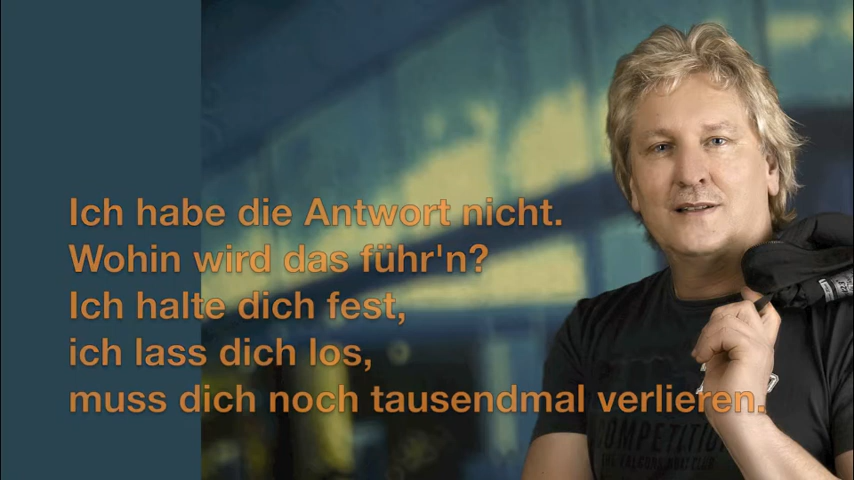 Ich habe die Antwort nicht.
Wohin wird das führ'n?
Ich halte dich fest,
ich lass dich los,
muss dich noch tausendmal verlieren.
COMPETITIO